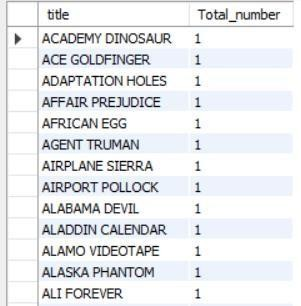 title Total_number
ACADEMY DINOSAUR 1
ACE GOLDFINGER 1
ADAPTATION HOLES 1
AFFAIR PREJUDICE 1
AFRICAN EGG 1
AGENT TRUMAN 1
AIRPLANE SIERRA 1
AIRPORT POLLOCK 1
ALABAMA DEVIL 1
ALADDIN CALENDAR 1
ALAMO VIDEOTAPE 1
ALASKA PHANTOM 1
ALI FOREVER 1